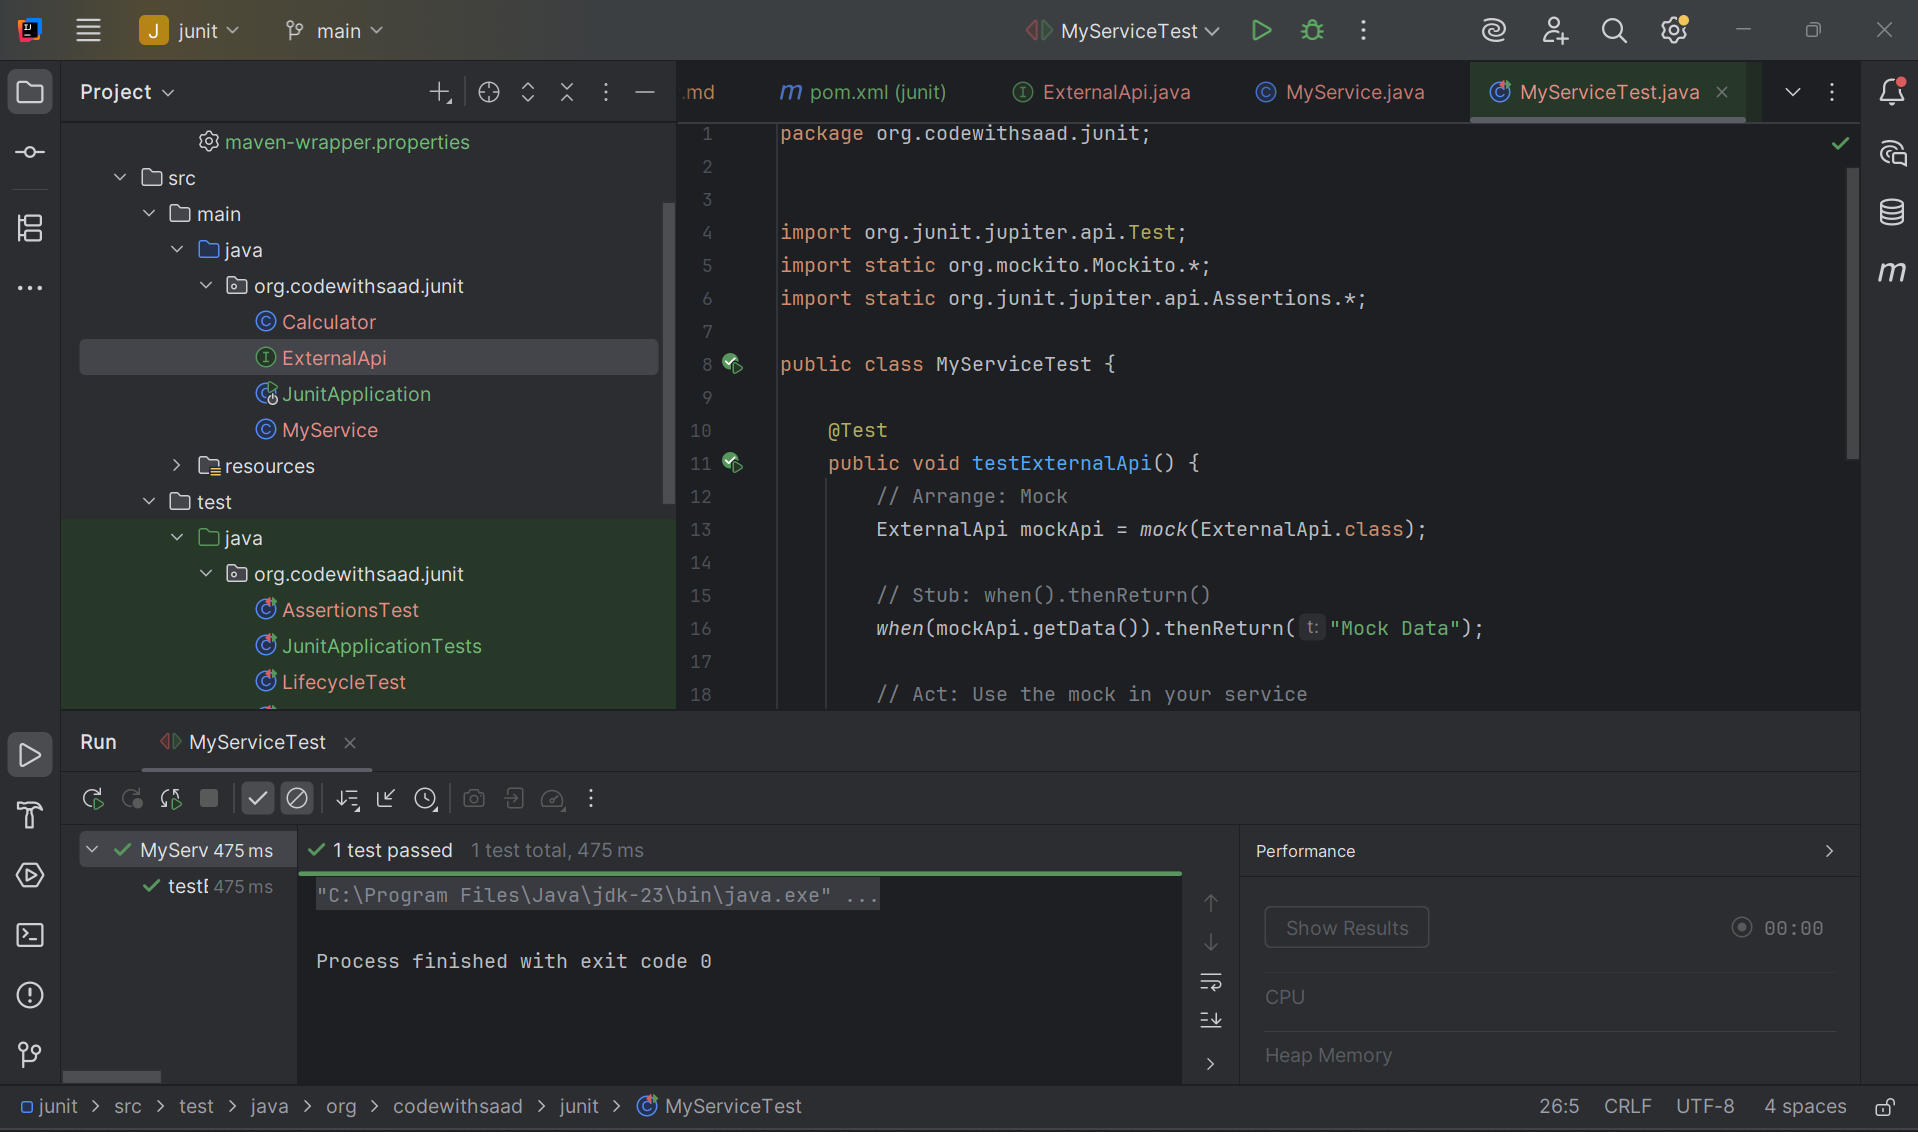 J junit main MyServiceTest
Project
.md pom.xml (junit) ExternalApi.java MyService.java MyServiceTest.java
maven-wrapper.properties
src
main
java
org.codewithsaad.junit
Calculator
ExternalApi
JunitApplication
MyService
resources
test
java
org.codewithsaad.junit
AssertionsTest
JunitApplicationTests
LifecycleTest
1 package org.codewithsaad.junit;
2
3
4 import org.junit.jupiter.api.Test;
5 import static org.mockito.Mockito.*;
6 import static org.junit.jupiter.api.Assertions.*;
7
8 public class MyServiceTest {
9
10 @Test
11 public void testExternalApi() {
12 // Arrange: Mock
13 ExternalApi mockApi = mock(ExternalApi.class);
14
15 // Stub: when().thenReturn()
16 when(mockApi.getData()).thenReturn( t: "Mock Data");
17
18 // Act: Use the mock in your service
Run MyServiceTest
MyServ 475 ms
testE 475 ms
1 test passed 1 test total, 475 ms
"C:\Program Files\Java\jdk-23\bin\java.exe" ...
Process finished with exit code 0
Performance
Show Results 00:00
CPU
Heap Memory
junit > src > test > java > org > codewithsaad > junit > MyServiceTest 26:5 CRLF UTF-8 4 spaces